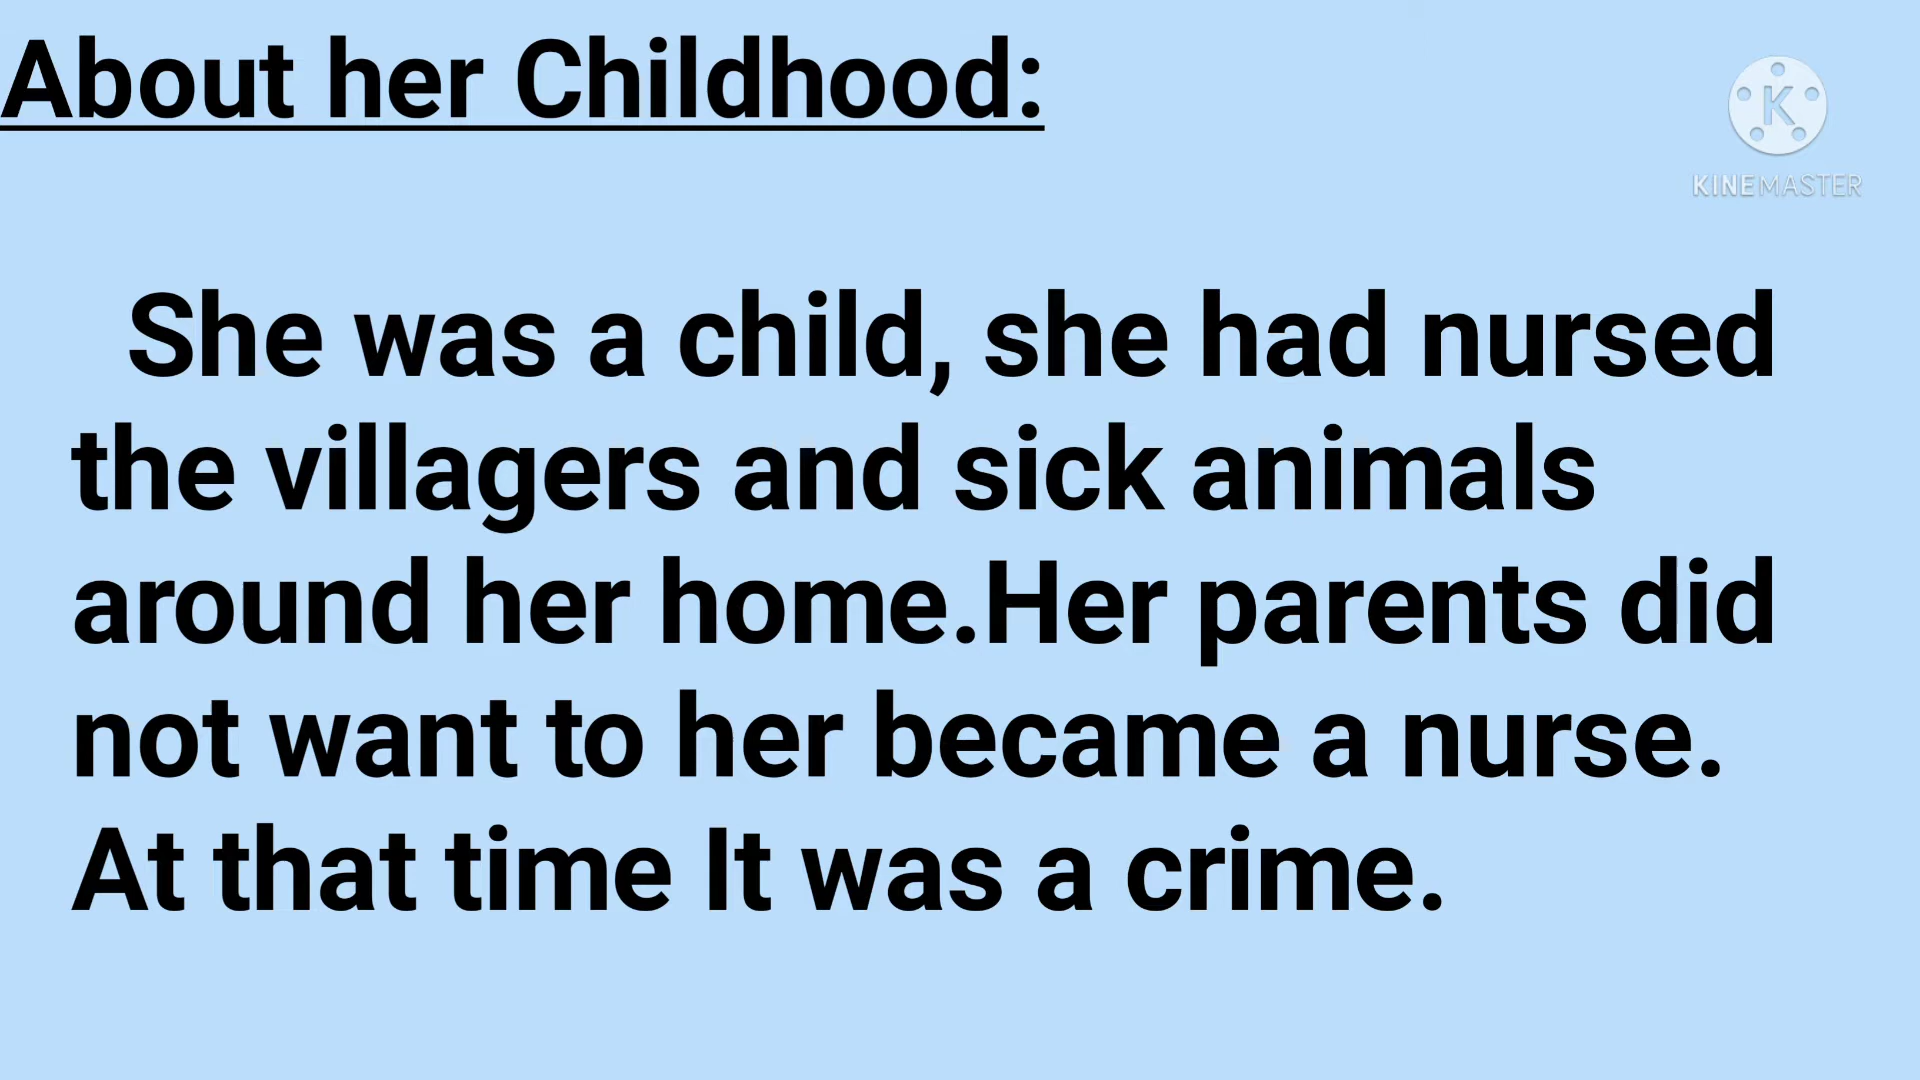 About her Childhood:
K
KINEMASTER
She was a child, she had nursed
the villagers and sick animals
around her home.Her parents did
not want to her became a nurse.
At that time It was a crime.